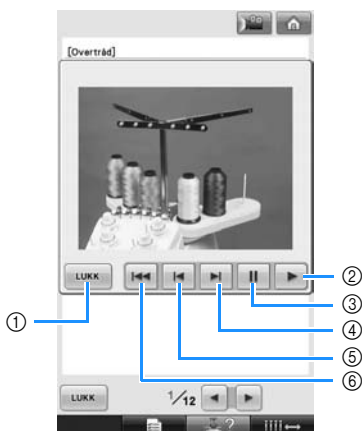 [Overtråd]
LUKK
①
②
③
④
⑤
⑥
LUKK 1/12
?